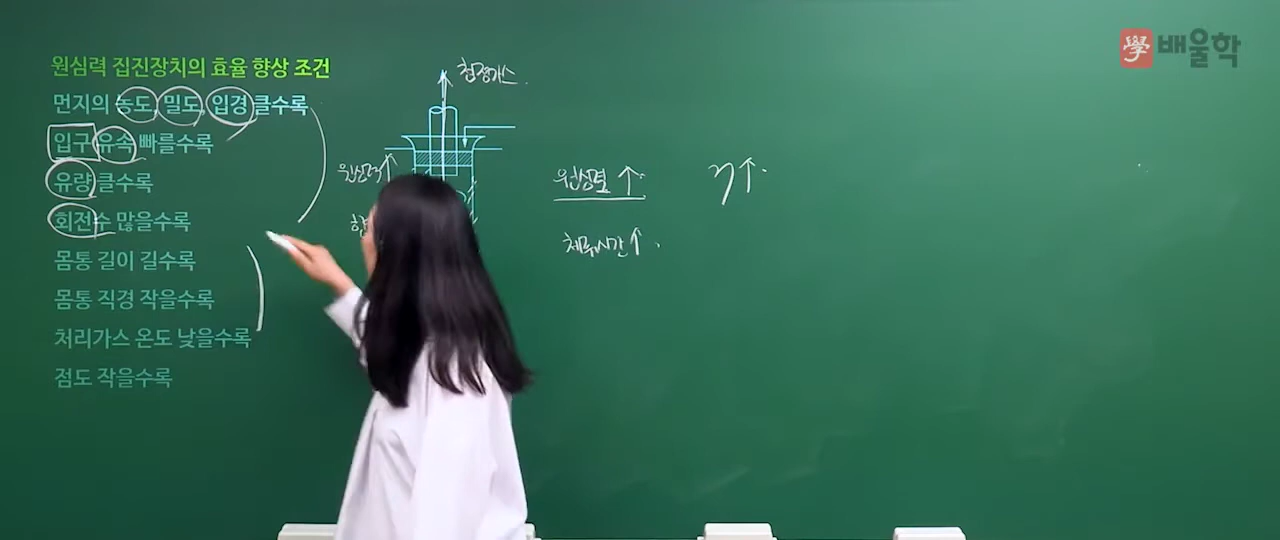 원심력 집진장치의 효율 향상 조건
먼지의 농도, 밀도, 입경 클수록
입구 유속 빠를수록
유량 클수록
회전수 많을수록
몸통 길이 길수록
몸통 직경 작을수록
처리가스 온도 낮을수록
점도 작을수록
청정가스
원심력↑
원심력↑
체류시간↑
η↑
學 배울학